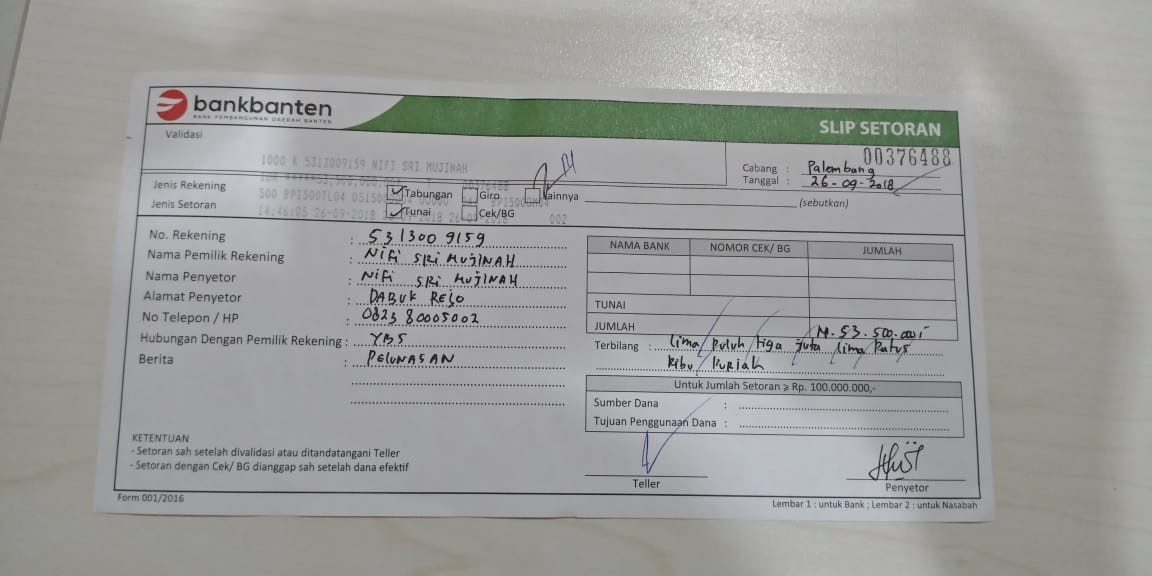 bankbanten
BANK PEMBANGUNAN DAERAH BANTEN
SLIP SETORAN
Validasi
00376488
1000 K 5313009159 NIFI SRI MUJINAH
Cabang : Palembang
Tanggal : 26-09-2018
Jenis Rekening Tabungan Giro Lainnya (sebutkan)
Jenis Setoran Tunai Cek/BG
14:46:05 26-09-2018 002
No. Rekening : 5313009159
Nama Pemilik Rekening : NIFI SRI MUJINAH
Nama Penyetor : NIFI SRI MUJINAH
Alamat Penyetor : DABUK REJO
No Telepon / HP : 082380005002
Hubungan Dengan Pemilik Rekening : YBS
Berita : PELUNASAN
NAMA BANK NOMOR CEK/ BG JUMLAH
TUNAI
JUMLAH 53.500.000
Terbilang : lima puluh tiga juta lima ratus
ribu rupiah
Untuk Jumlah Setoran ⩾ Rp. 100.000.000,-
Sumber Dana :
Tujuan Penggunaan Dana :
KETENTUAN
- Setoran sah setelah divalidasi atau ditandatangani Teller
- Setoran dengan Cek/ BG dianggap sah setelah dana efektif
Teller
Penyetor
Form 001/2016
Lembar 1 : untuk Bank ; Lembar 2 : untuk Nasabah